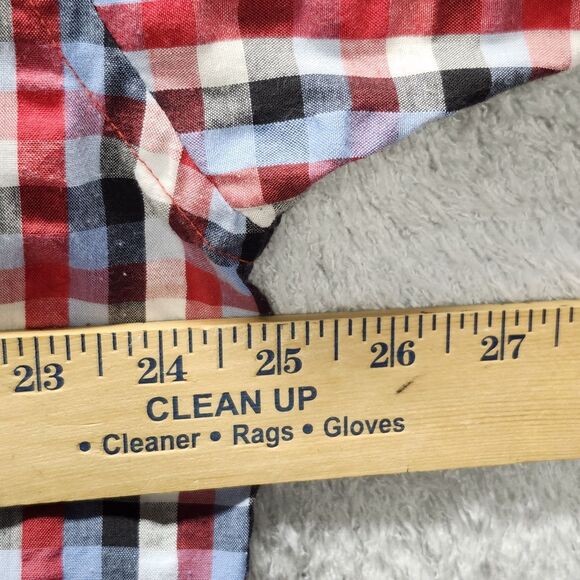 23 24 25 26 27
CLEAN UP
• Cleaner • Rags • Gloves